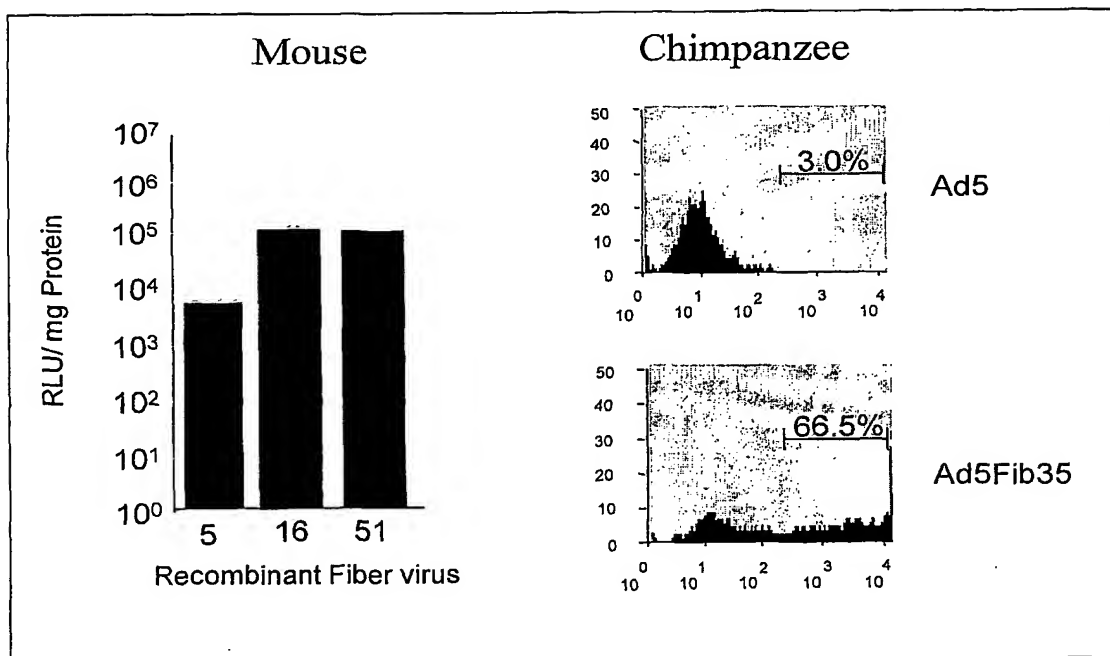 Mouse
10⁷
10⁶
10⁵
10⁴
10³
10²
10¹
10⁰
RLU/mg Protein
5 16 51
Recombinant Fiber virus
Chimpanzee
50
40
30
20
10
0
3.0%
Ad5
10⁰ 10¹ 10² 10³ 10⁴
50
40
30
20
10
0
66.5%
Ad5Fib35
10⁰ 10¹ 10² 10³ 10⁴